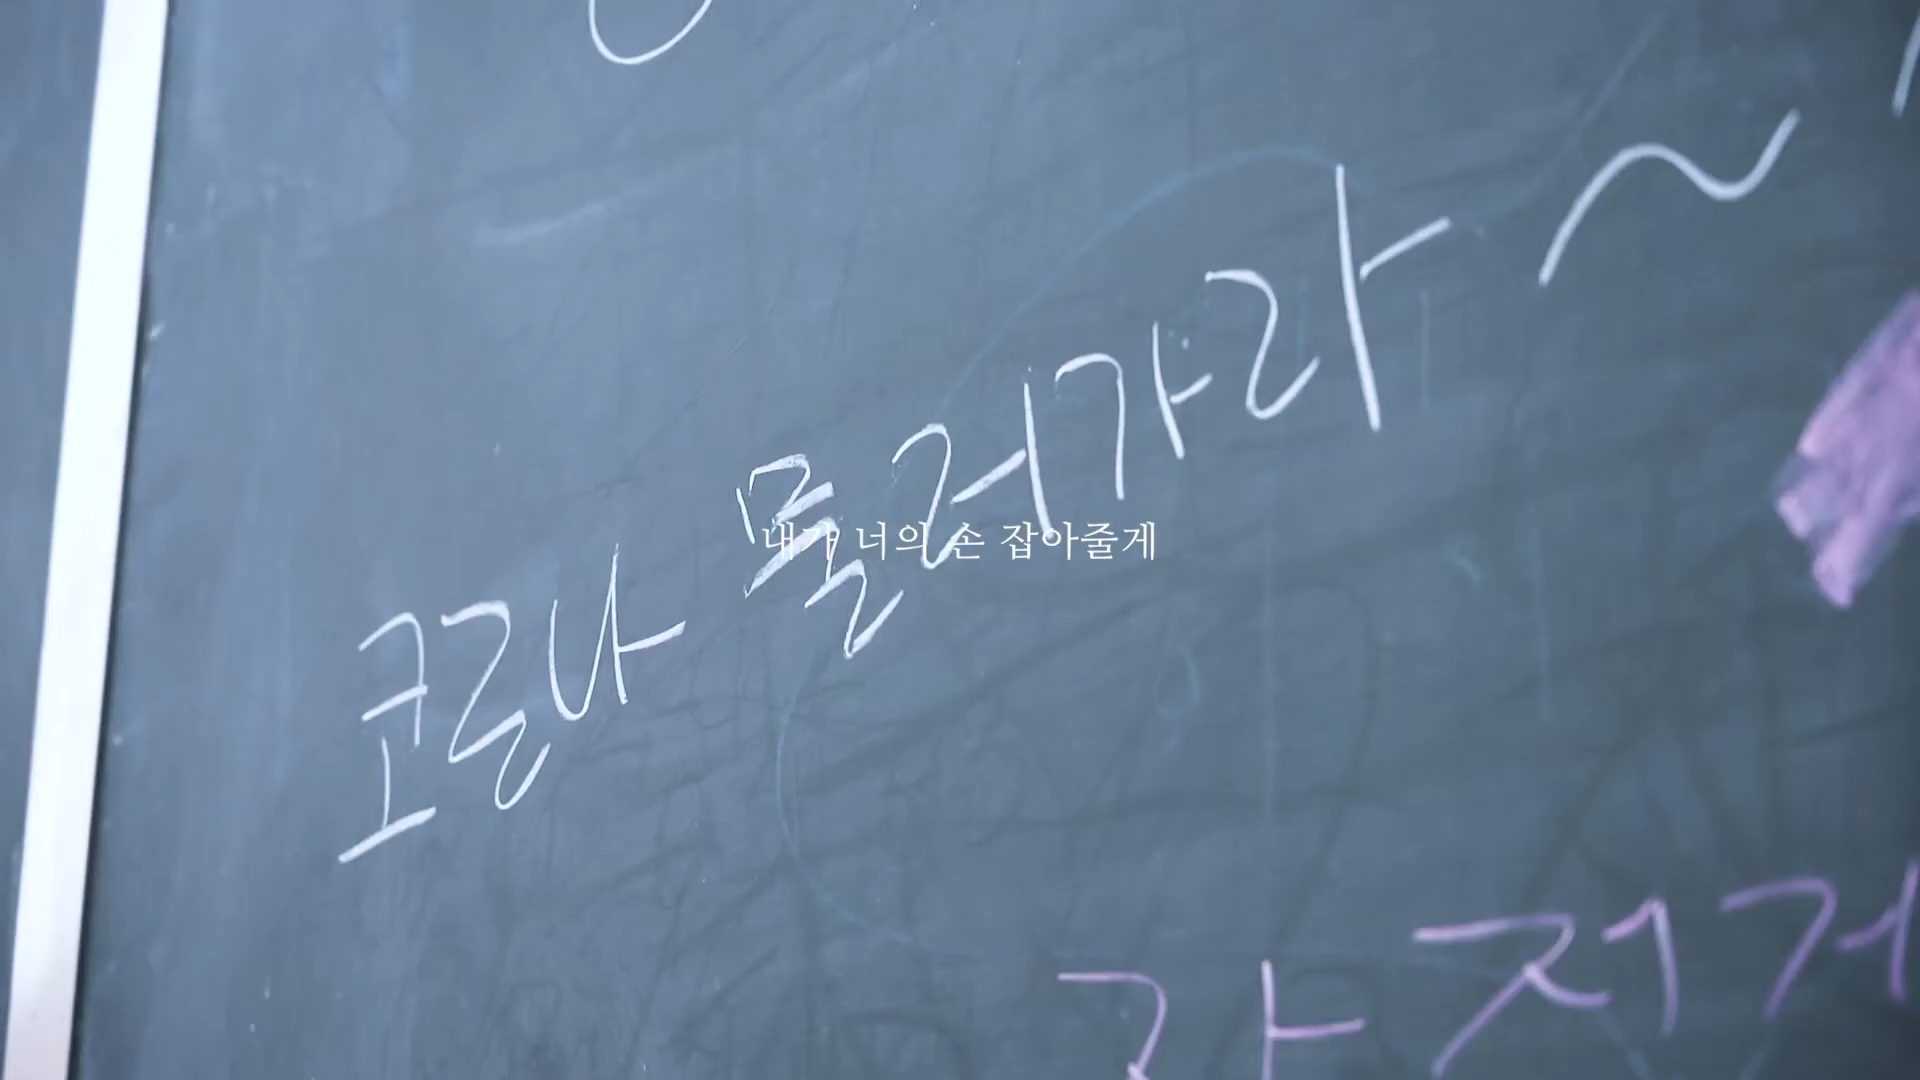 코로나 물러가라~
내가 너의 손 잡아줄게